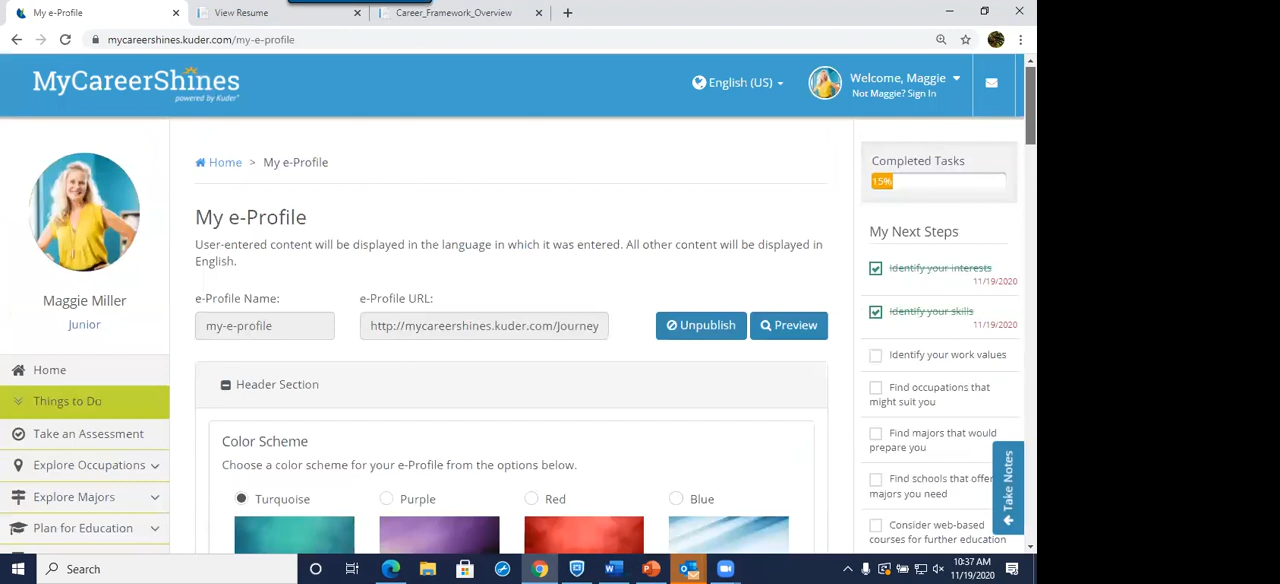 My e-Profile
View Resume
Career_Framework_Overview
mycareershines.kuder.com/my-e-profile
MyCareerShines
powered by Kuder
English (US)
Welcome, Maggie
Not Maggie? Sign In
Maggie Miller
Junior
Home
Things to Do
Take an Assessment
Explore Occupations
Explore Majors
Plan for Education
Home > My e-Profile
My e-Profile
User-entered content will be displayed in the language in which it was entered. All other content will be displayed in
English.
e-Profile Name:
e-Profile URL:
my-e-profile
http://mycareershines.kuder.com/Journey
Unpublish
Preview
Header Section
Color Scheme
Choose a color scheme for your e-Profile from the options below.
Turquoise
Purple
Red
Blue
Completed Tasks
15%
My Next Steps
Identify your interests
11/19/2020
Identify your skills
11/19/2020
Identify your work values
Find occupations that
might suit you
Find majors that would
prepare you
Find schools that offer
majors you need
Consider web-based
courses for further education
Take Notes
Search
10:37 AM
11/19/2020